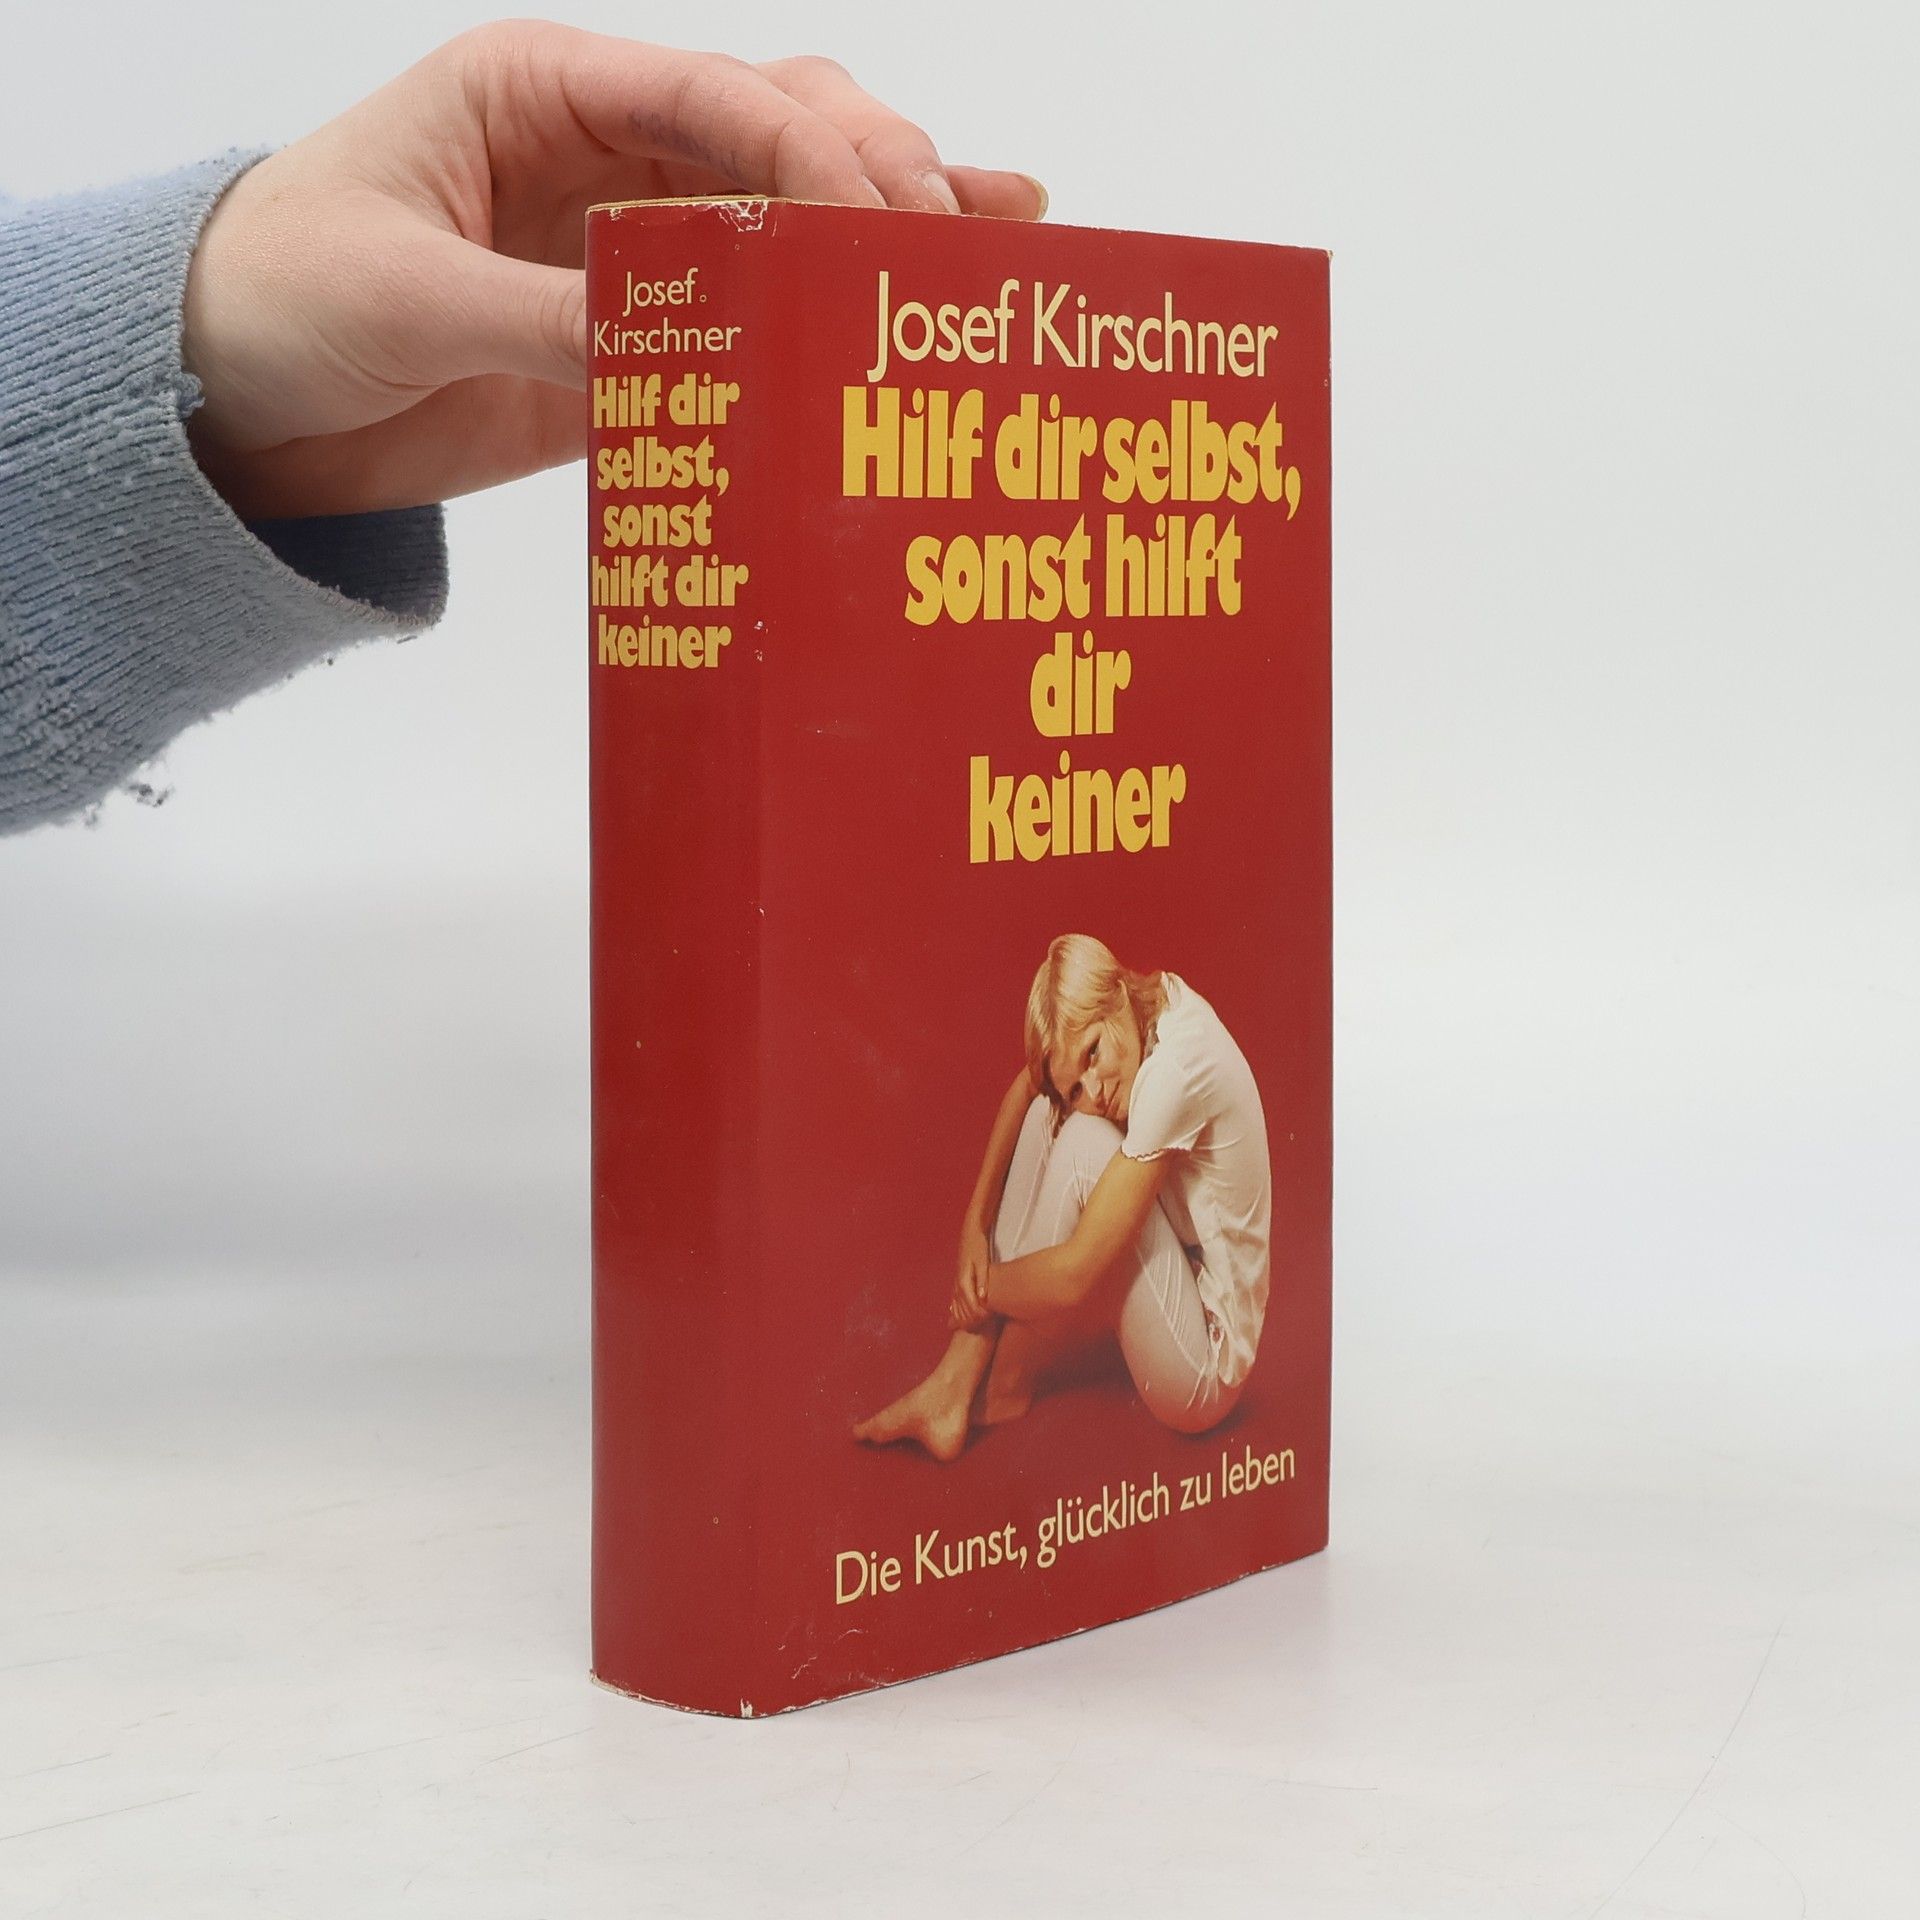 Josef
Kirschner
Hilf dir
selbst,
sonst
hilft dir
keiner
Josef Kirschner
Hilf dir selbst,
sonst hilft
dir
keiner
Die Kunst, glücklich zu leben